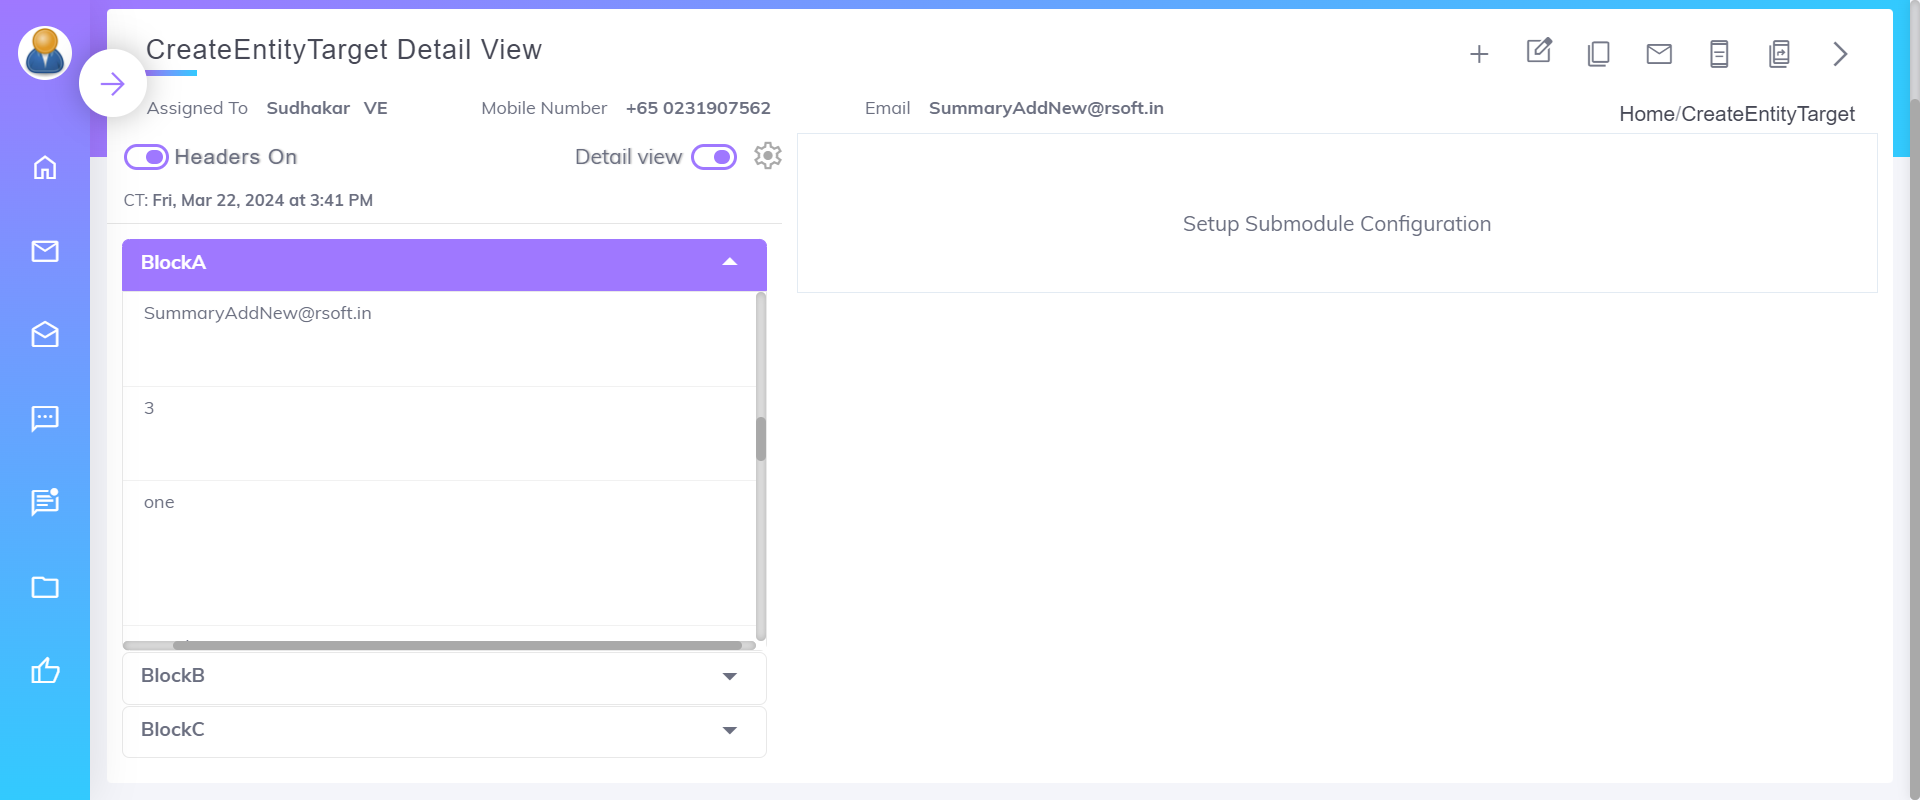 CreateEntityTarget Detail View
Assigned To Sudhakar VE Mobile Number +65 0231907562 Email SummaryAddNew@rsoft.in
Home/CreateEntityTarget
Headers On Detail view
CT: Fri, Mar 22, 2024 at 3:41 PM
Setup Submodule Configuration
BlockA
SummaryAddNew@rsoft.in
3
one
BlockB
BlockC